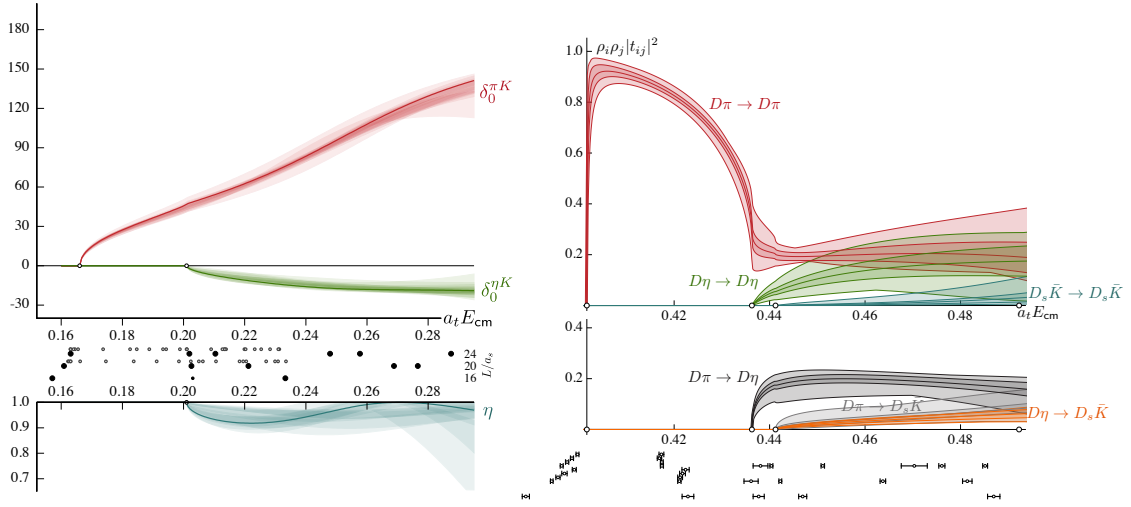 180
150
120
90
60
30
0
-30
δ₀^{πK}
δ₀^{ηK}
a_t E_cm
0.16 0.18 0.20 0.22 0.24 0.26 0.28
24
20
16
L/a_s
0.16 0.18 0.20 0.22 0.24 0.26 0.28
1.0
0.9
0.8
0.7
η
ρ_iρ_j|t_ij|²
1.0
0.8
0.6
0.4
0.2
Dπ → Dπ
Dη → Dη
D_s K̄ → D_s K̄
0.42 0.44 0.46 0.48
a_t E_cm
0.4
0.2
Dπ → Dη
Dπ → D_s K̄
Dη → D_s K̄
0.42 0.44 0.46 0.48